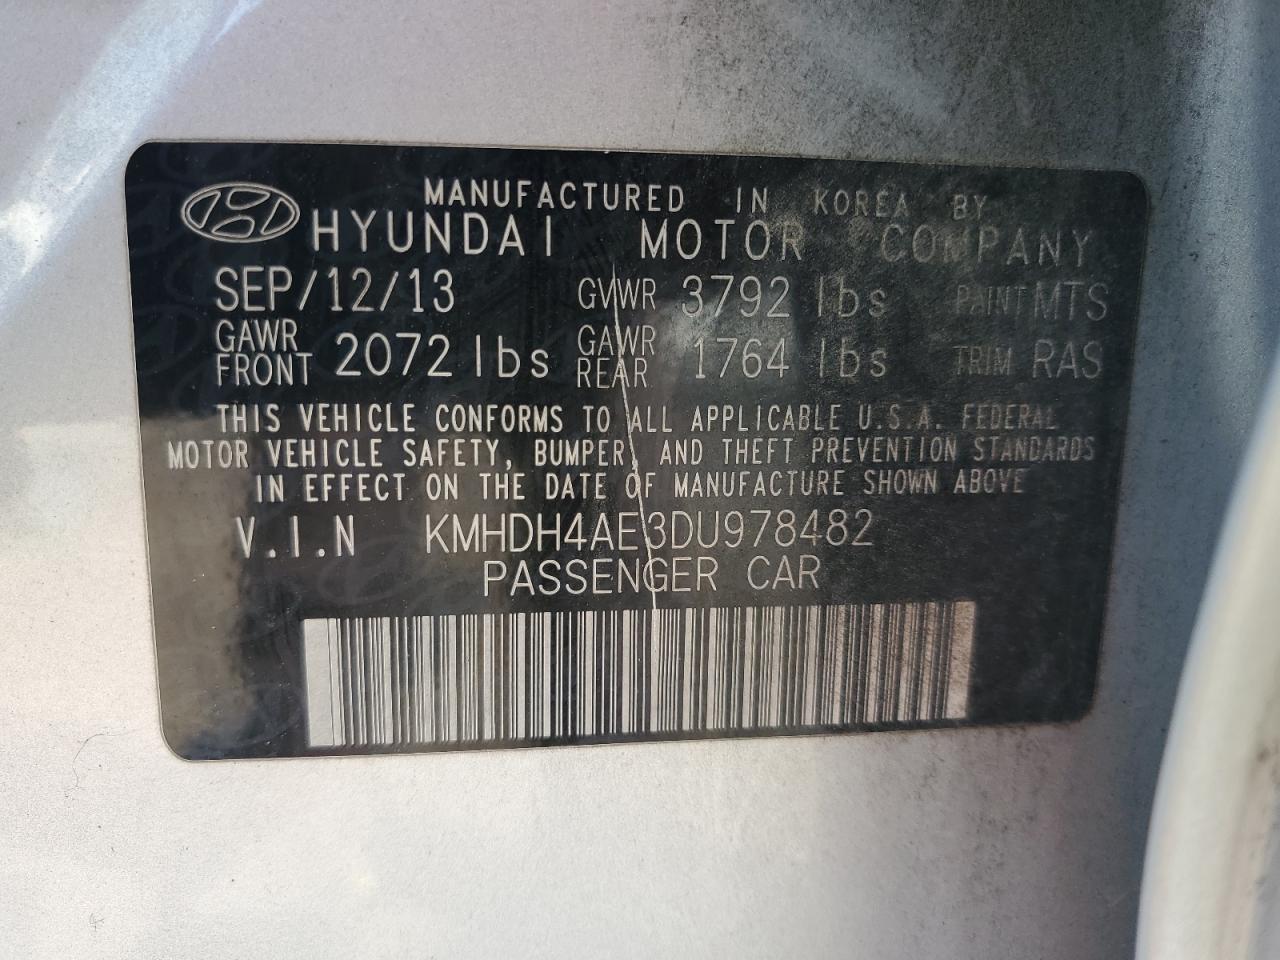 MANUFACTURED IN KOREA BY
HYUNDAI MOTOR COMPANY
SEP/12/13 GVWR 3792 lbs PAINT MTS
GAWR FRONT 2072 lbs GAWR REAR 1764 lbs TRIM RAS
THIS VEHICLE CONFORMS TO ALL APPLICABLE U.S.A. FEDERAL
MOTOR VEHICLE SAFETY, BUMPER, AND THEFT PREVENTION STANDARDS
IN EFFECT ON THE DATE OF MANUFACTURE SHOWN ABOVE
V.I.N KMHDH4AE3DU978482
PASSENGER CAR